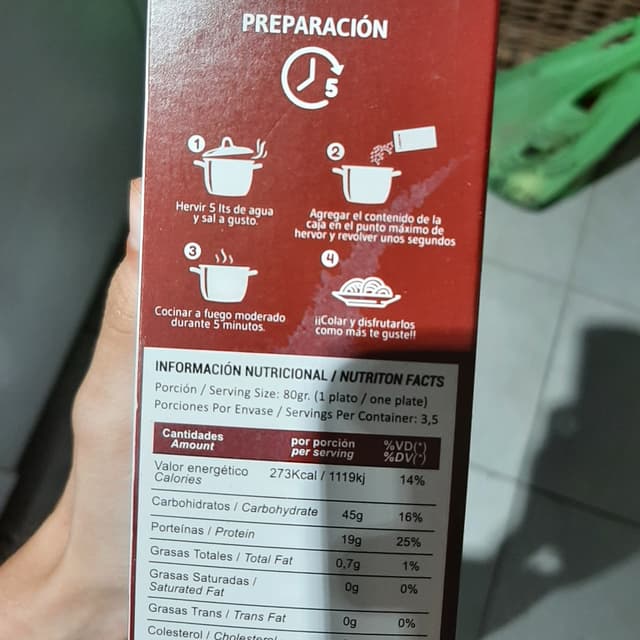 PREPARACIÓN
5
1
Hervir 5 lts de agua
y sal a gusto.
2
Agregar el contenido de la
caja en el punto máximo de
hervor y revolver unos segundos
3
Cocinar a fuego moderado
durante 5 minutos.
4
¡¡Colar y disfrutarlos
como más te guste!!
INFORMACIÓN NUTRICIONAL / NUTRITON FACTS
Porción / Serving Size: 80gr. (1 plato / one plate)
Porciones Por Envase / Servings Per Container: 3,5
Cantidades por porción %VD(*)
Amount per serving %DV(*)
Valor energético 273Kcal / 1119kj 14%
Calories
Carbohidratos / Carbohydrate 45g 16%
Porteínas / Protein 19g 25%
Grasas Totales / Total Fat 0,7g 1%
Grasas Saturadas / 0g 0%
Saturated Fat
Grasas Trans / Trans Fat 0g 0%
Colesterol / Cholesterol